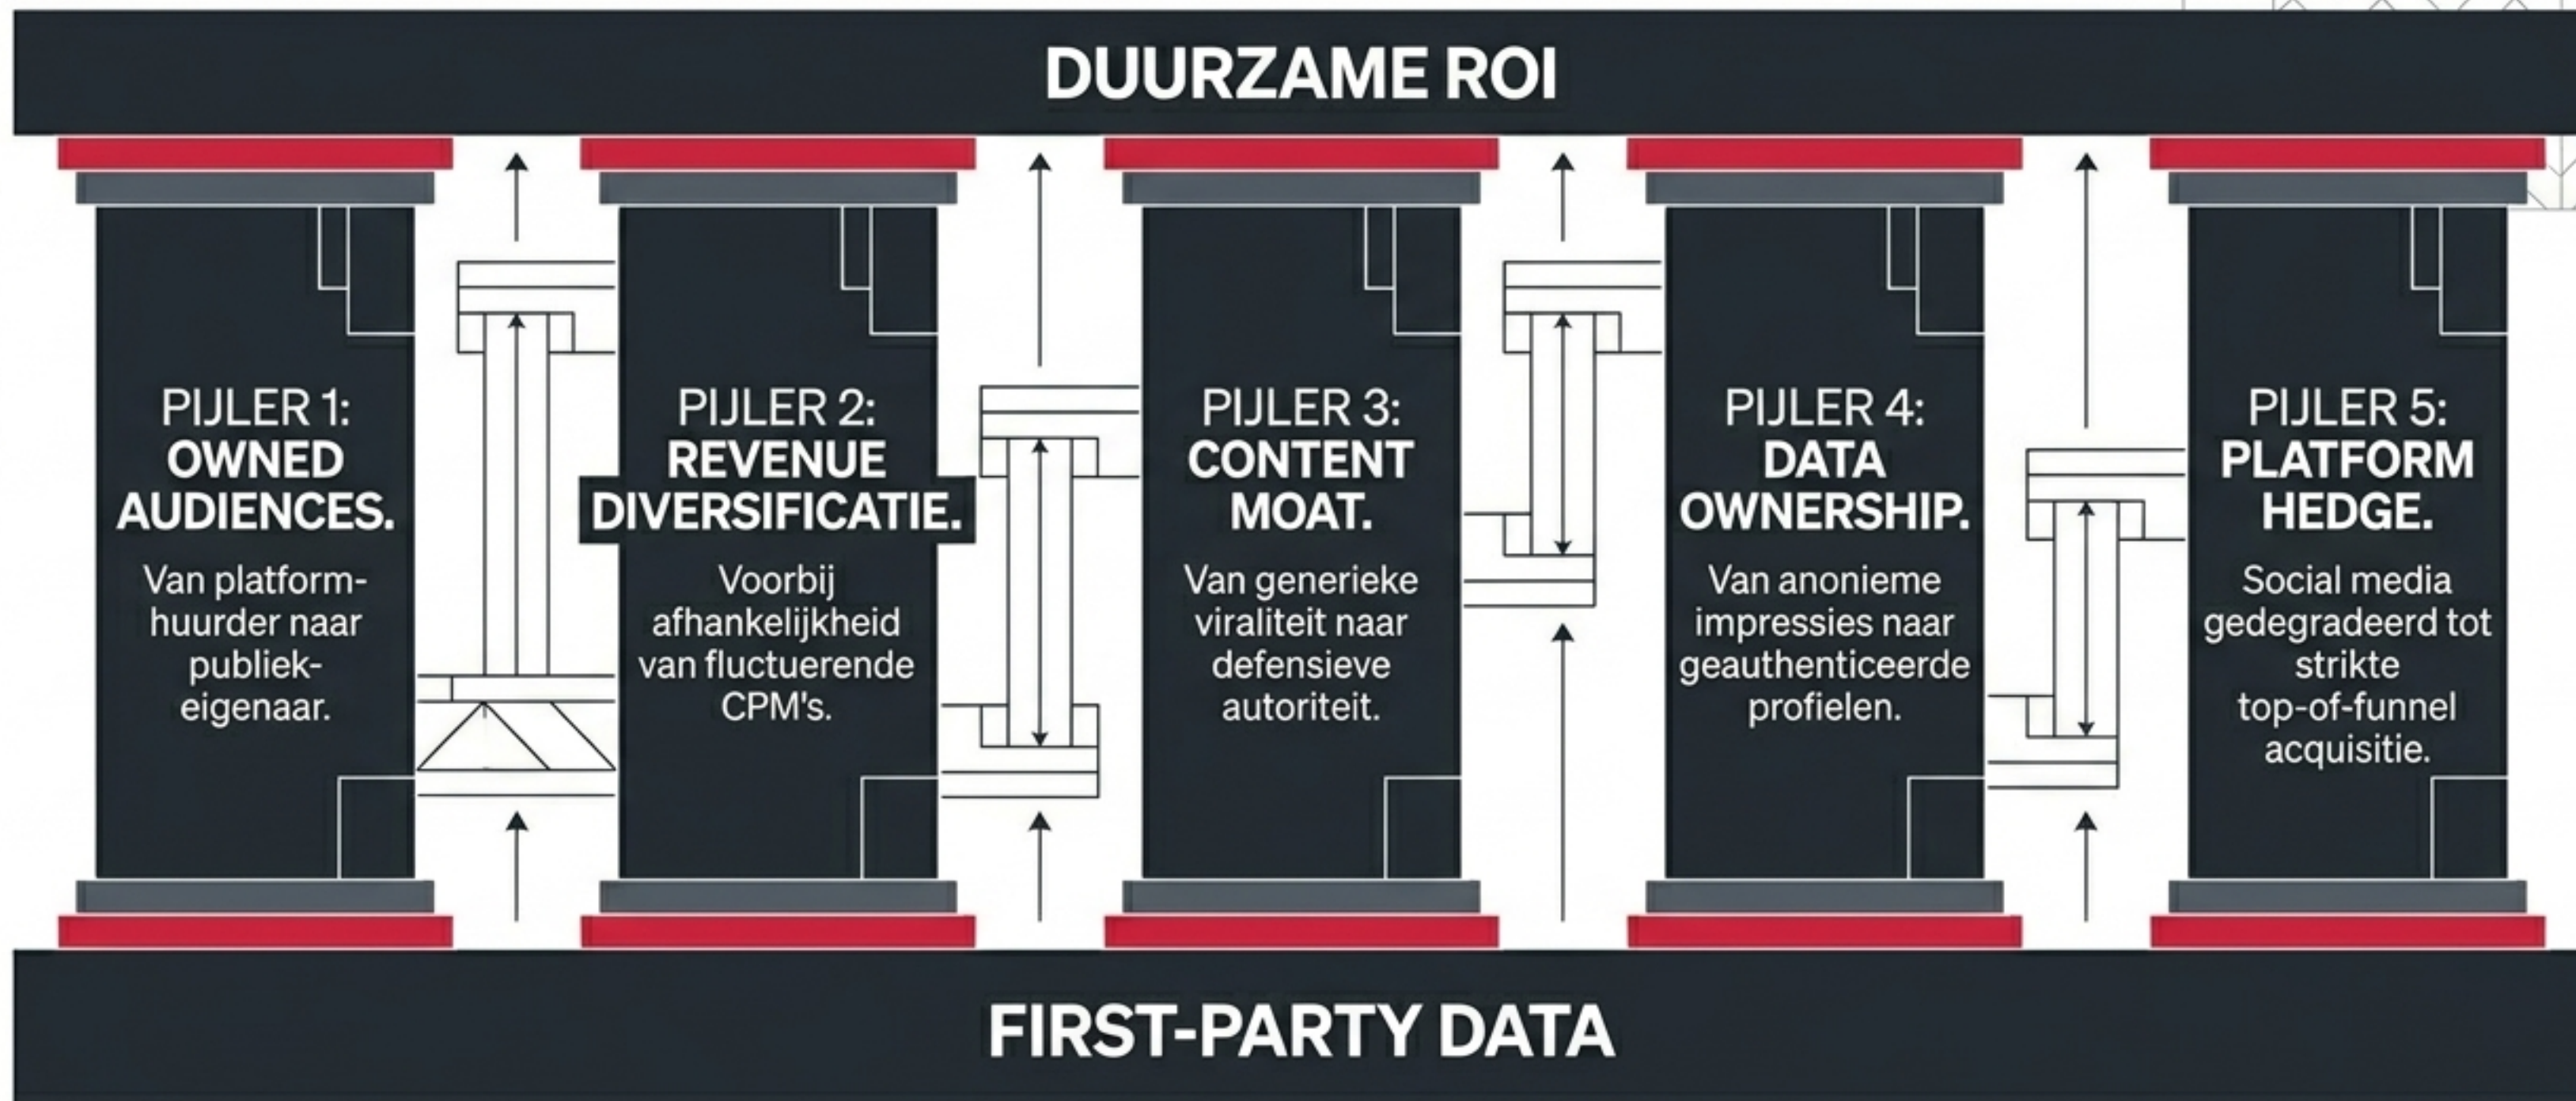 DUURZAME ROI
PIJLER 1:
OWNED
AUDIENCES.
Van platform-
huurder naar
publiek-
eigenaar.
PIJLER 2:
REVENUE
DIVERSIFICATIE.
Voorbij
afhankelijkheid
van fluctuerende
CPM's.
PIJLER 3:
CONTENT
MOAT.
Van generieke
viraliteit naar
defensieve
autoriteit.
PIJLER 4:
DATA
OWNERSHIP.
Van anonieme
impressies naar
geauthenticeerde
profielen.
PIJLER 5:
PLATFORM
HEDGE.
Social media
gedegradeerd tot
strikte
top-of-funnel
acquisitie.
FIRST-PARTY DATA